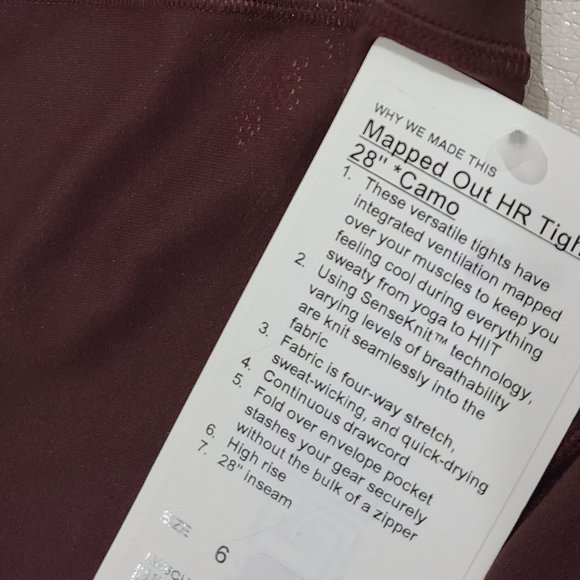 WHY WE MADE THIS
Mapped Out HR
28" *Camo
1. These versatile tights have
integrated ventilation mapped
over your muscles to keep you
feeling cool during everything
sweaty from yoga to HIIT
2. Using SenseKnit™ technology,
varying levels of breathability
are knit seamlessly into the
fabric
3. Fabric is four-way stretch,
sweat-wicking, and quick-drying
4. Continuous drawcord
5. Fold over envelope pocket
stashes your gear securely
without the bulk of a zipper
6. High rise
7. 28" inseam
SIZE
6